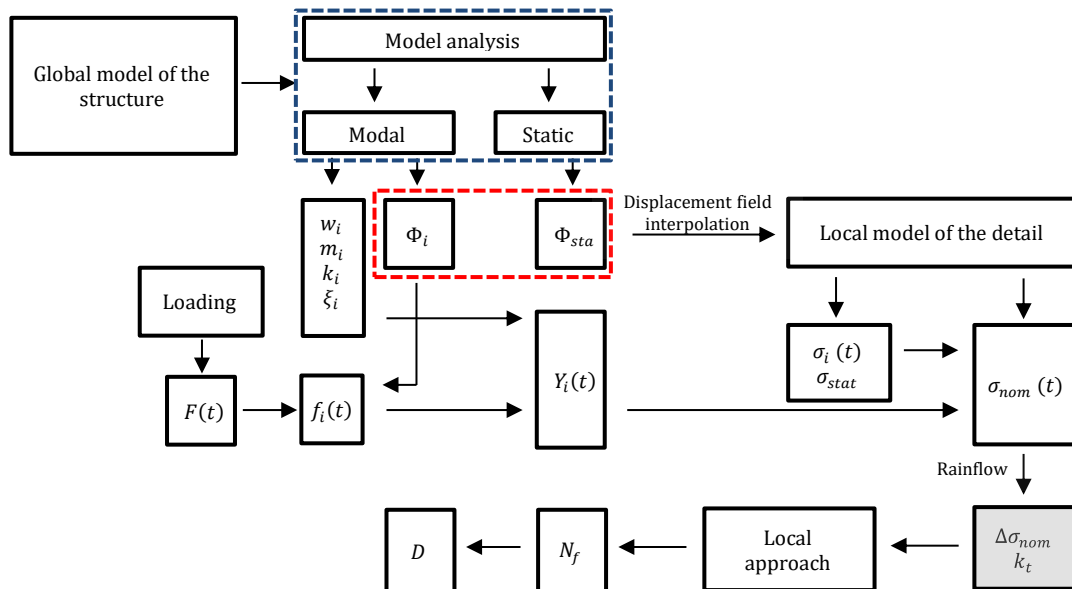 Model analysis
Global model of the
structure
Modal
Static
w_i
m_i
k_i
ξ_i
Φ_i
Φ_sta
Displacement field
interpolation
Local model of the detail
Loading
σ_i (t)
σ_stat
Y_i(t)
σ_nom (t)
F(t)
f_i(t)
Rainflow
D
N_f
Local
approach
Δσ_nom
k_t